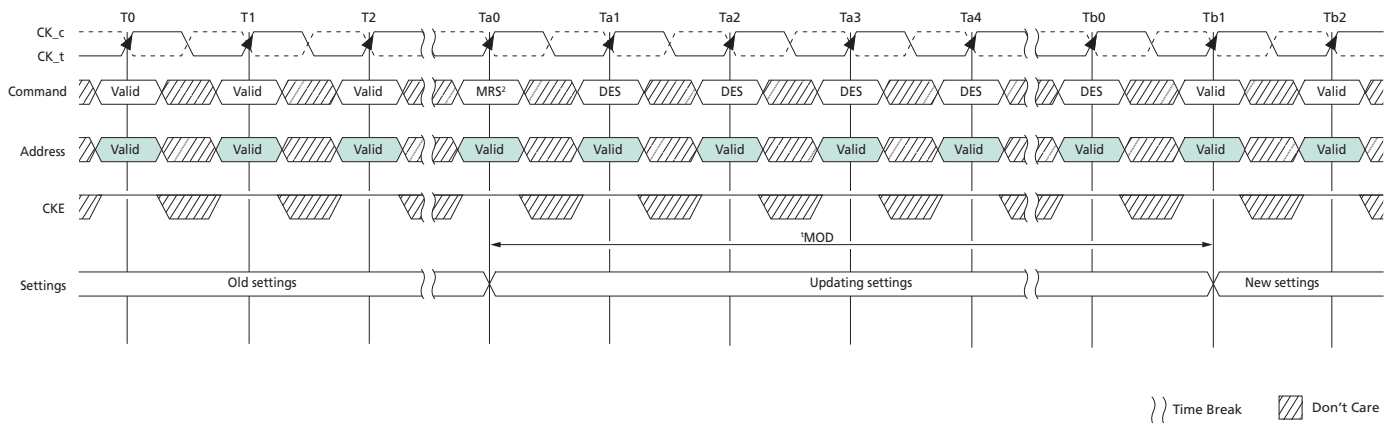 T0 T1 T2 Ta0 Ta1 Ta2 Ta3 Ta4 Tb0 Tb1 Tb2
CK_c
CK_t
Command Valid Valid Valid MRS² DES DES DES DES DES Valid Valid
Address Valid Valid Valid Valid Valid Valid Valid Valid Valid Valid Valid
CKE
ᵗMOD
Settings Old settings Updating settings New settings
Time Break Don't Care